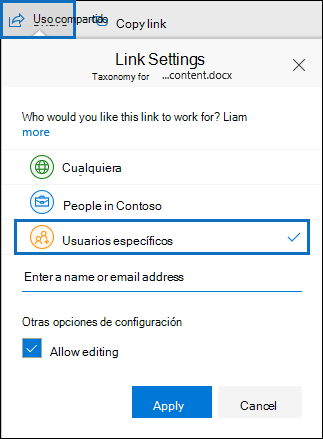 Uso compartido
Copy link
Link Settings
Taxonomy for ...content.docx
Who would you like this link to work for? Liam
more
Cualquiera
People in Contoso
Usuarios específicos
Enter a name or email address
Otras opciones de configuración
Allow editing
Apply
Cancel